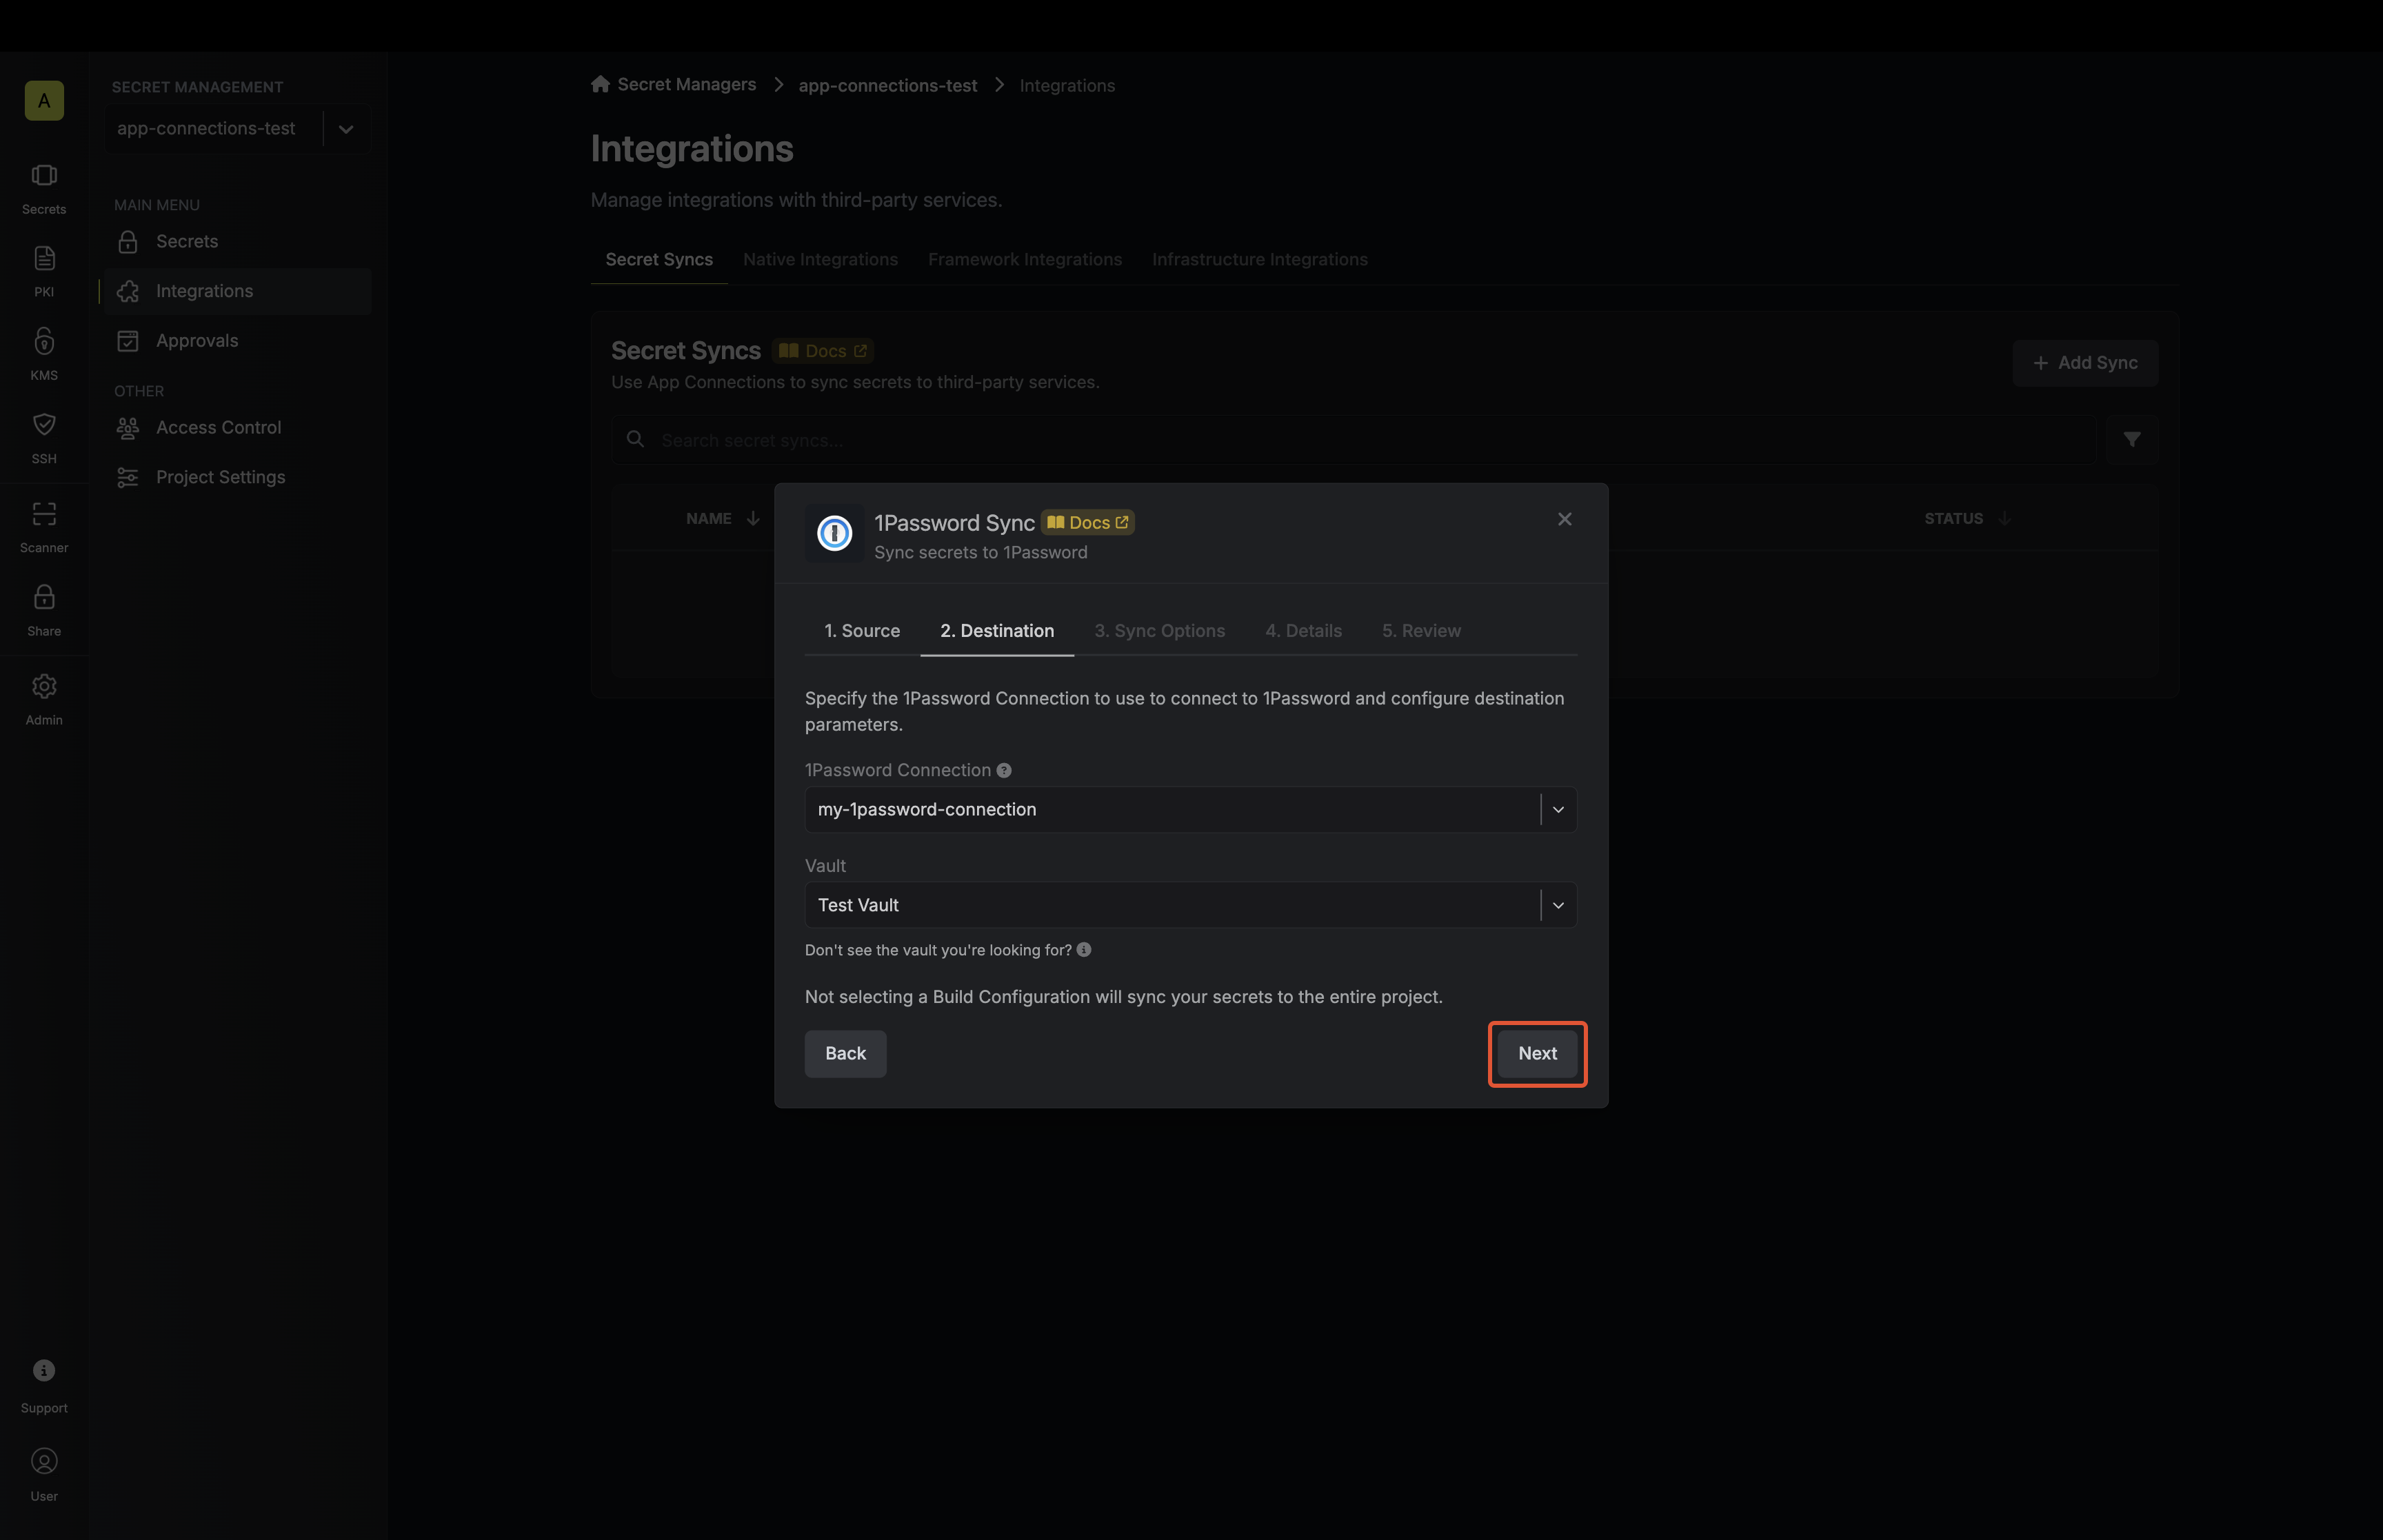 A
Secrets
PKI
KMS
SSH
Scanner
Share
Admin
Support
User
SECRET MANAGEMENT
app-connections-test
MAIN MENU
Secrets
Integrations
Approvals
OTHER
Access Control
Project Settings
Secret Managers > app-connections-test > Integrations
Integrations
Manage integrations with third-party services.
Secret Syncs Native Integrations Framework Integrations Infrastructure Integrations
Secret Syncs Docs
Use App Connections to sync secrets to third-party services.
+ Add Sync
Search secret syncs...
NAME STATUS
1Password Sync Docs
Sync secrets to 1Password
1. Source 2. Destination 3. Sync Options 4. Details 5. Review
Specify the 1Password Connection to use to connect to 1Password and configure destination
parameters.
1Password Connection
my-1password-connection
Vault
Test Vault
Don't see the vault you're looking for?
Not selecting a Build Configuration will sync your secrets to the entire project.
Back Next